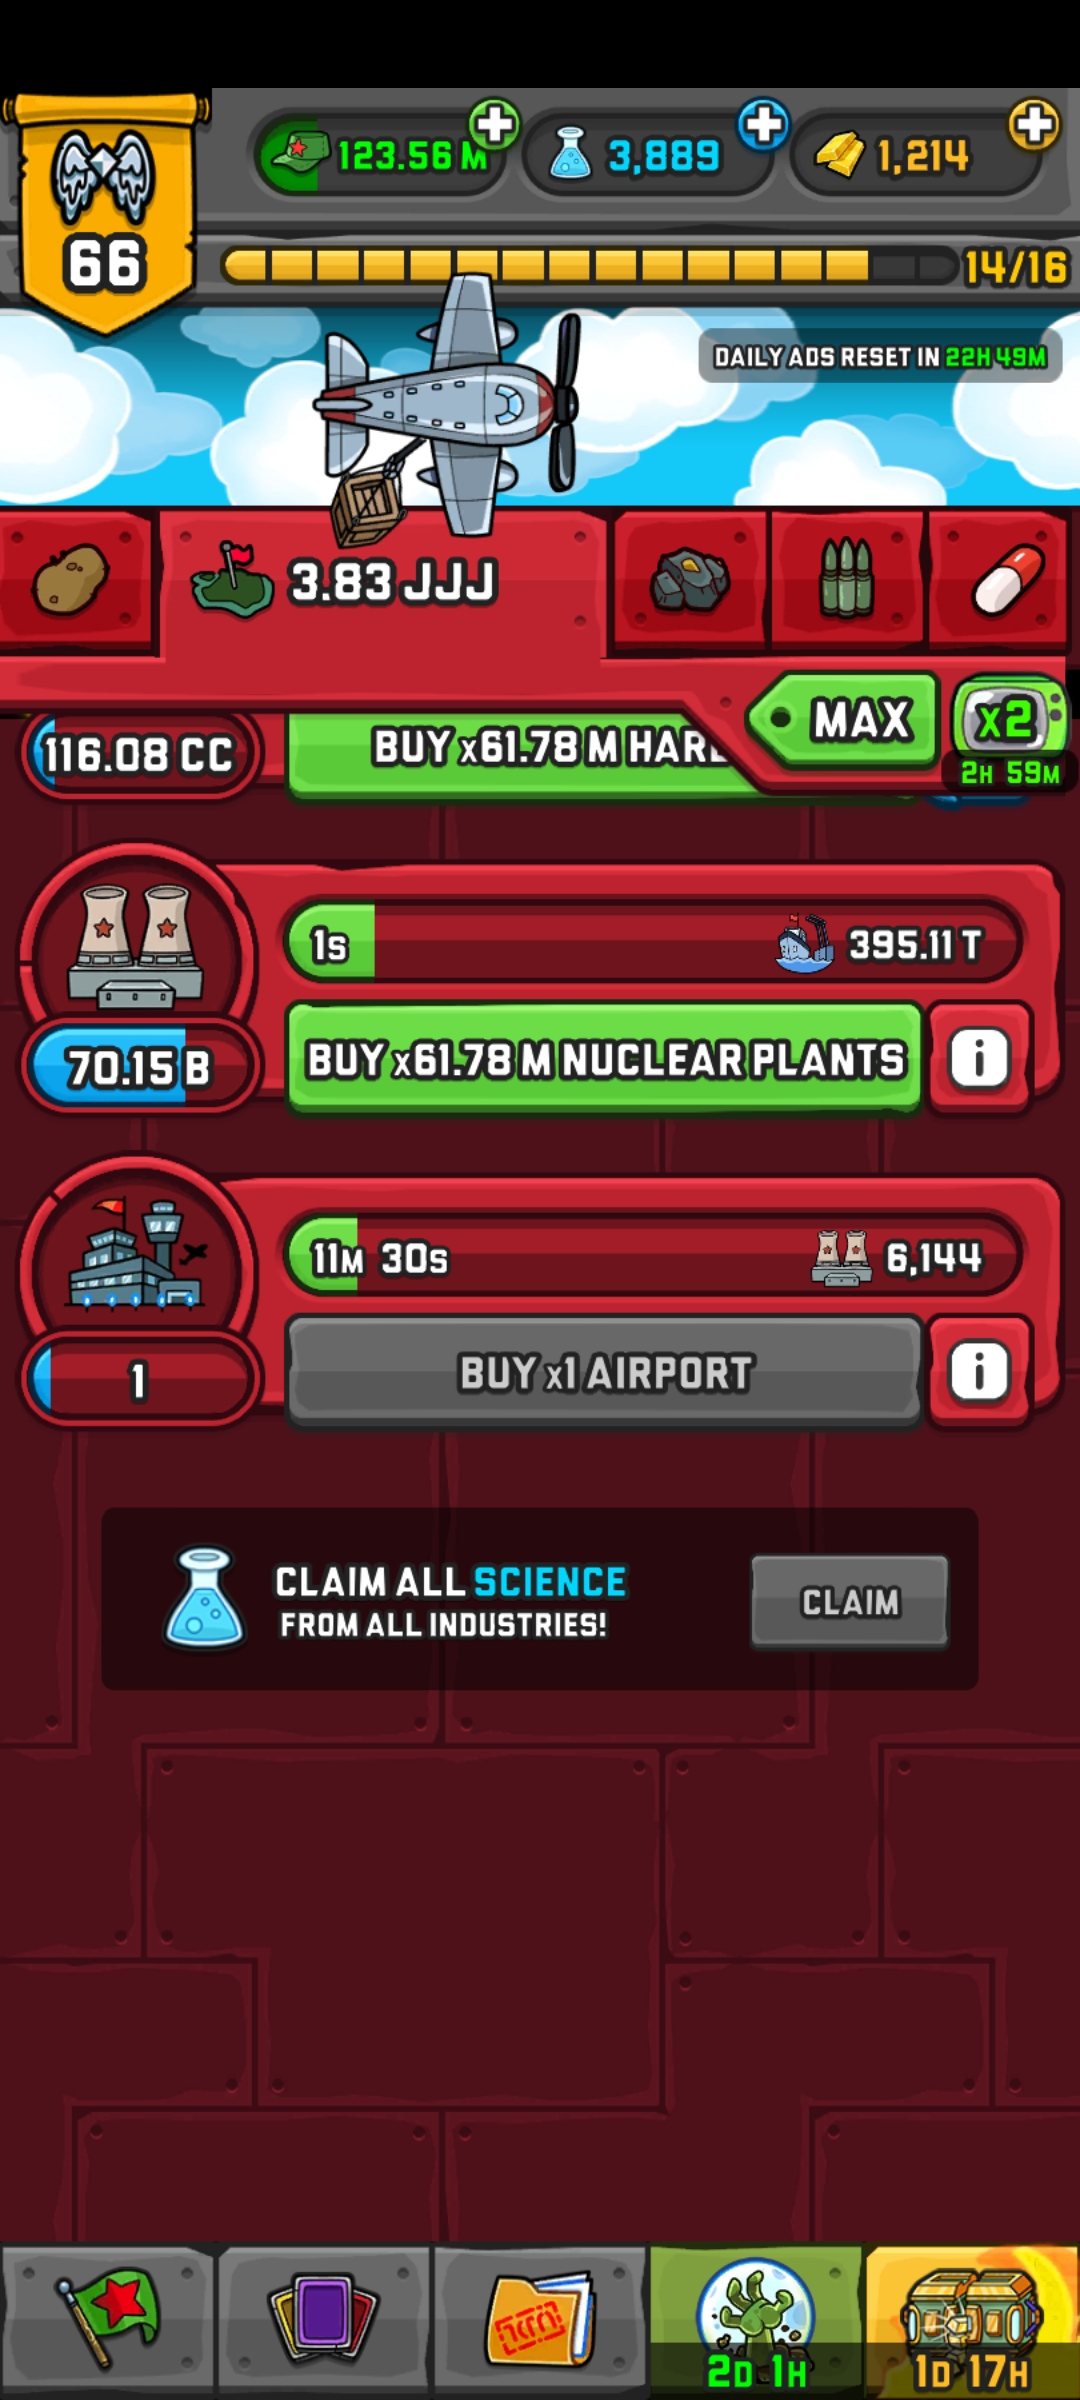 123.56 M
3,889
1,214
66
14/16
DAILY ADS RESET IN 22H 49M
3.83 JJJ
MAX
x2
2H 59M
116.08 CC
BUY x61.78 M HAR
1S
395.11 T
70.15 B
BUY x61.78 M NUCLEAR PLANTS
i
11M 30S
6,144
1
BUY x1 AIRPORT
i
CLAIM ALL SCIENCE
FROM ALL INDUSTRIES!
CLAIM
2D 1H
1D 17H